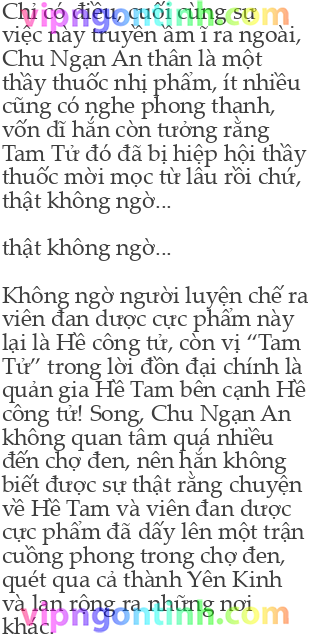 Chỉ có điều, cuối cùng sự
việc này truyền ầm ĩ ra ngoài,
Chu Ngạn An thân là một
thầy thuốc nhị phẩm, ít nhiều
cũng có nghe phong thanh,
vốn dĩ hắn còn tưởng rằng
Tam Tử đó đã bị hiệp hội thầy
thuốc mời mọc từ lâu rồi chứ,
thật không ngờ...
thật không ngờ...
Không ngờ người luyện chế ra
viên đan dược cực phẩm này
lại là Hề công tử, còn vị “Tam
Tử” trong lời đồn đại chính là
quản gia Hề Tam bên cạnh Hề
công tử! Song, Chu Ngạn An
không quan tâm quá nhiều
đến chợ đen, nên hắn không
biết được sự thật rằng chuyện
về Hề Tam và viên đan dược
cực phẩm đã dấy lên một trận
cuồng phong trong chợ đen,
quét qua cả thành Yên Kinh
và lan rộng ra những nơi
khác.
vipngontinh.com
vipngontinh.com